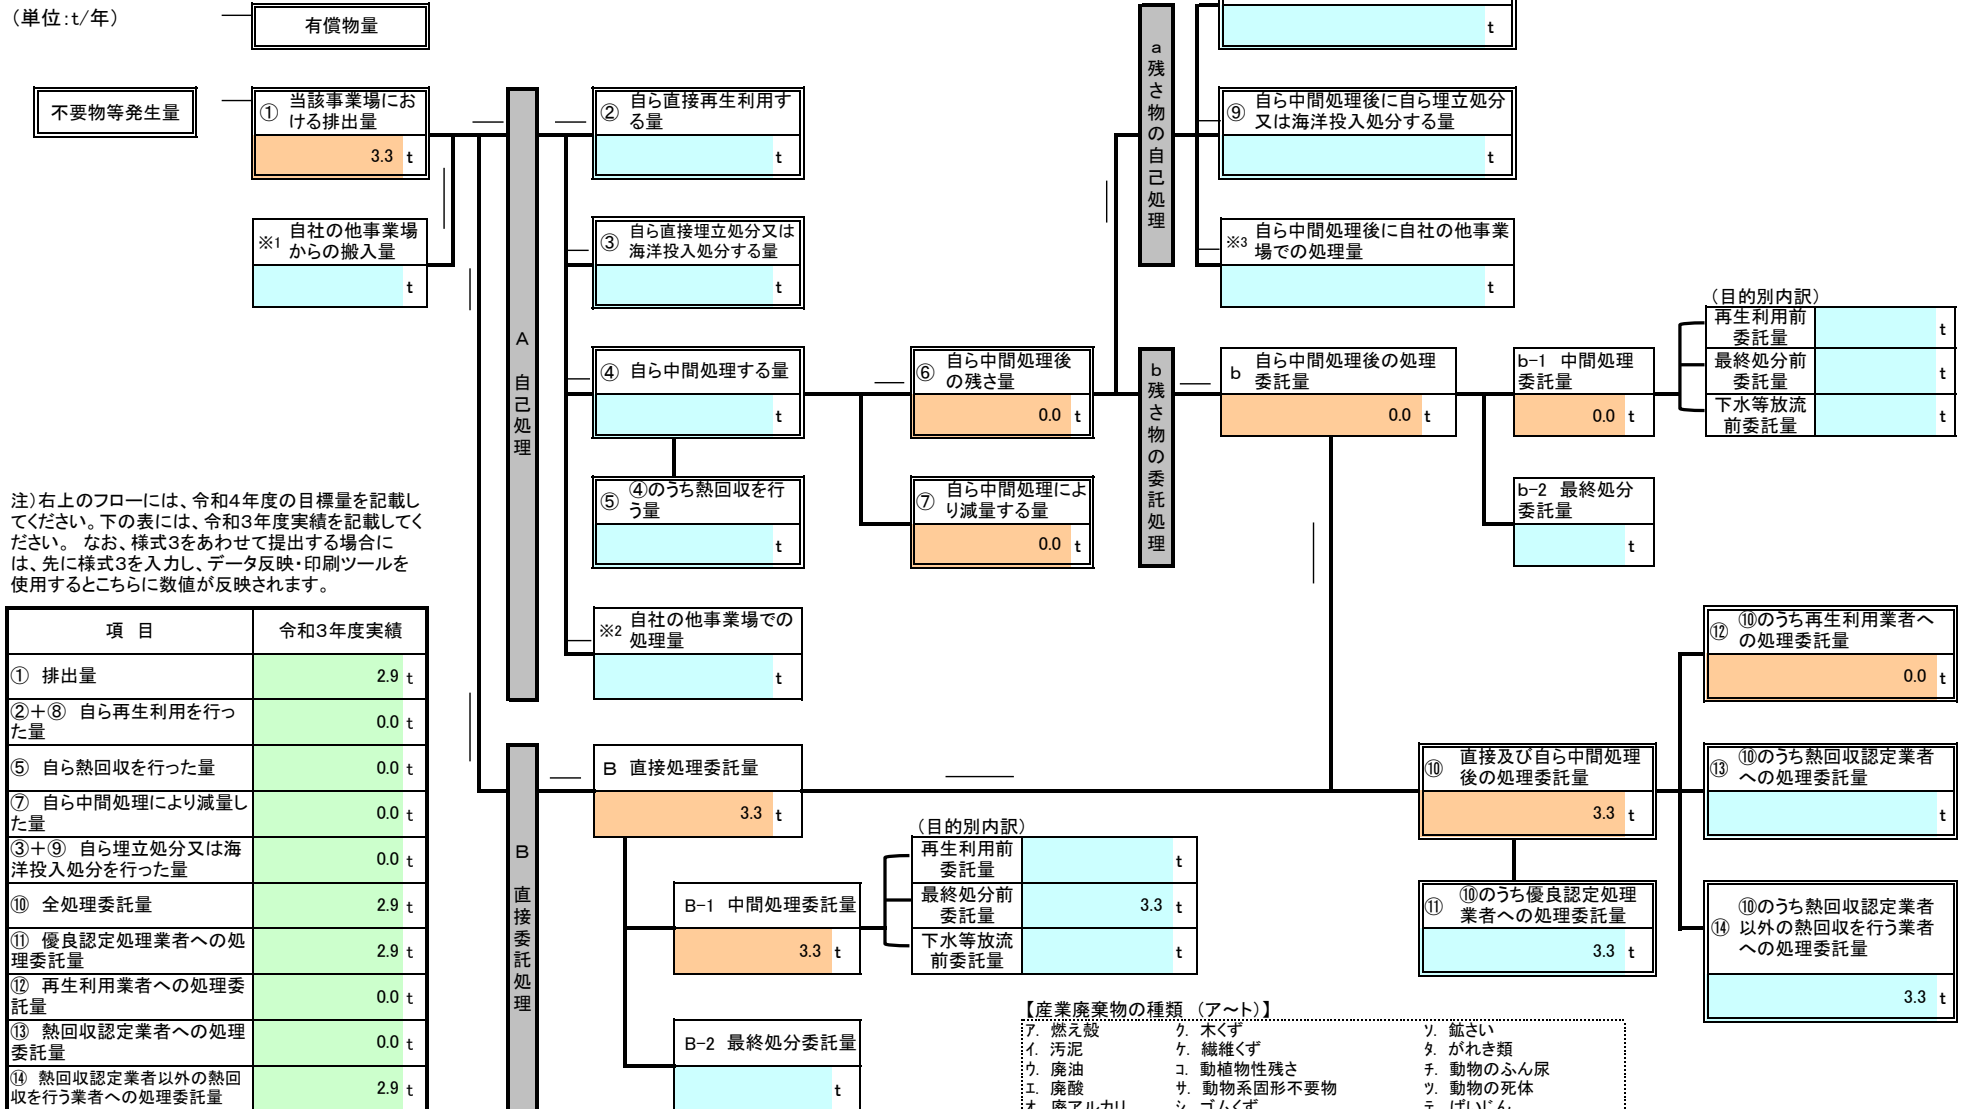 （単位:t/年）
有償物量
t
不要物等発生量
① 当該事業場にお
ける排出量
3.3 t
※1 自社の他事業場
からの搬入量
t
A 自己処理
② 自ら直接再生利用す
る量
t
③ 自ら直接埋立処分又は
海洋投入処分する量
t
④ 自ら中間処理する量
t
⑤ ④のうち熱回収を行
う量
t
※2 自社の他事業場での
処理量
t
⑥ 自ら中間処理後
の残さ量
0.0 t
⑦ 自ら中間処理によ
り減量する量
0.0 t
a 残さ物の自己処理
⑨ 自ら中間処理後に自ら埋立処分
又は海洋投入処分する量
t
※3 自ら中間処理後に自社の他事業
場での処理量
t
b 残さ物の委託処理
b 自ら中間処理後の処理
委託量
0.0 t
b-1 中間処理
委託量
0.0 t
b-2 最終処分
委託量
t
（目的別内訳）
再生利用前
委託量
t
最終処分前
委託量
t
下水等放流
前委託量
t
注）右上のフローには、令和4年度の目標量を記載し
てください。下の表には、令和3年度実績を記載してく
ださい。 なお、様式3をあわせて提出する場合に
は、先に様式3を入力し、データ反映・印刷ツールを
使用するとこちらに数値が反映されます。
項 目 令和3年度実績
① 排出量 2.9 t
②＋⑧ 自ら再生利用を行っ
た量 0.0 t
⑤ 自ら熱回収を行った量 0.0 t
⑦ 自ら中間処理により減量し
た量 0.0 t
③＋⑨ 自ら埋立処分又は海
洋投入処分を行った量 0.0 t
⑩ 全処理委託量 2.9 t
⑪ 優良認定処理業者への処
理委託量 2.9 t
⑫ 再生利用業者への処理委
託量 0.0 t
⑬ 熱回収認定業者への処理
委託量 0.0 t
⑭ 熱回収認定業者以外の熱回
収を行う業者への処理委託量 2.9 t
B 直接委託処理
B 直接処理委託量
3.3 t
B-1 中間処理委託量
3.3 t
B-2 最終処分委託量
t
（目的別内訳）
再生利用前
委託量
t
最終処分前
委託量
3.3 t
下水等放流
前委託量
t
⑩ 直接及び自ら中間処理
後の処理委託量
3.3 t
⑪ ⑩のうち優良認定処理
業者への処理委託量
3.3 t
⑫ ⑩のうち再生利用業者へ
の処理委託量
0.0 t
⑬ ⑩のうち熱回収認定業者
への処理委託量
t
⑭ ⑩のうち熱回収認定業者
以外の熱回収を行う業者
への処理委託量
3.3 t
【産業廃棄物の種類 （ア～ト）】
ｱ. 燃え殻 ｸ. 木くず ｿ. 鉱さい
ｲ. 汚泥 ｹ. 繊維くず ﾀ. がれき類
ｳ. 廃油 ｺ. 動植物性残さ ﾁ. 動物のふん尿
ｴ. 廃酸 ｻ. 動物系固形不要物 ﾂ. 動物の死体
ｵ. 廃アルカリ ｼ. ゴムくず ﾃ. ばいじん